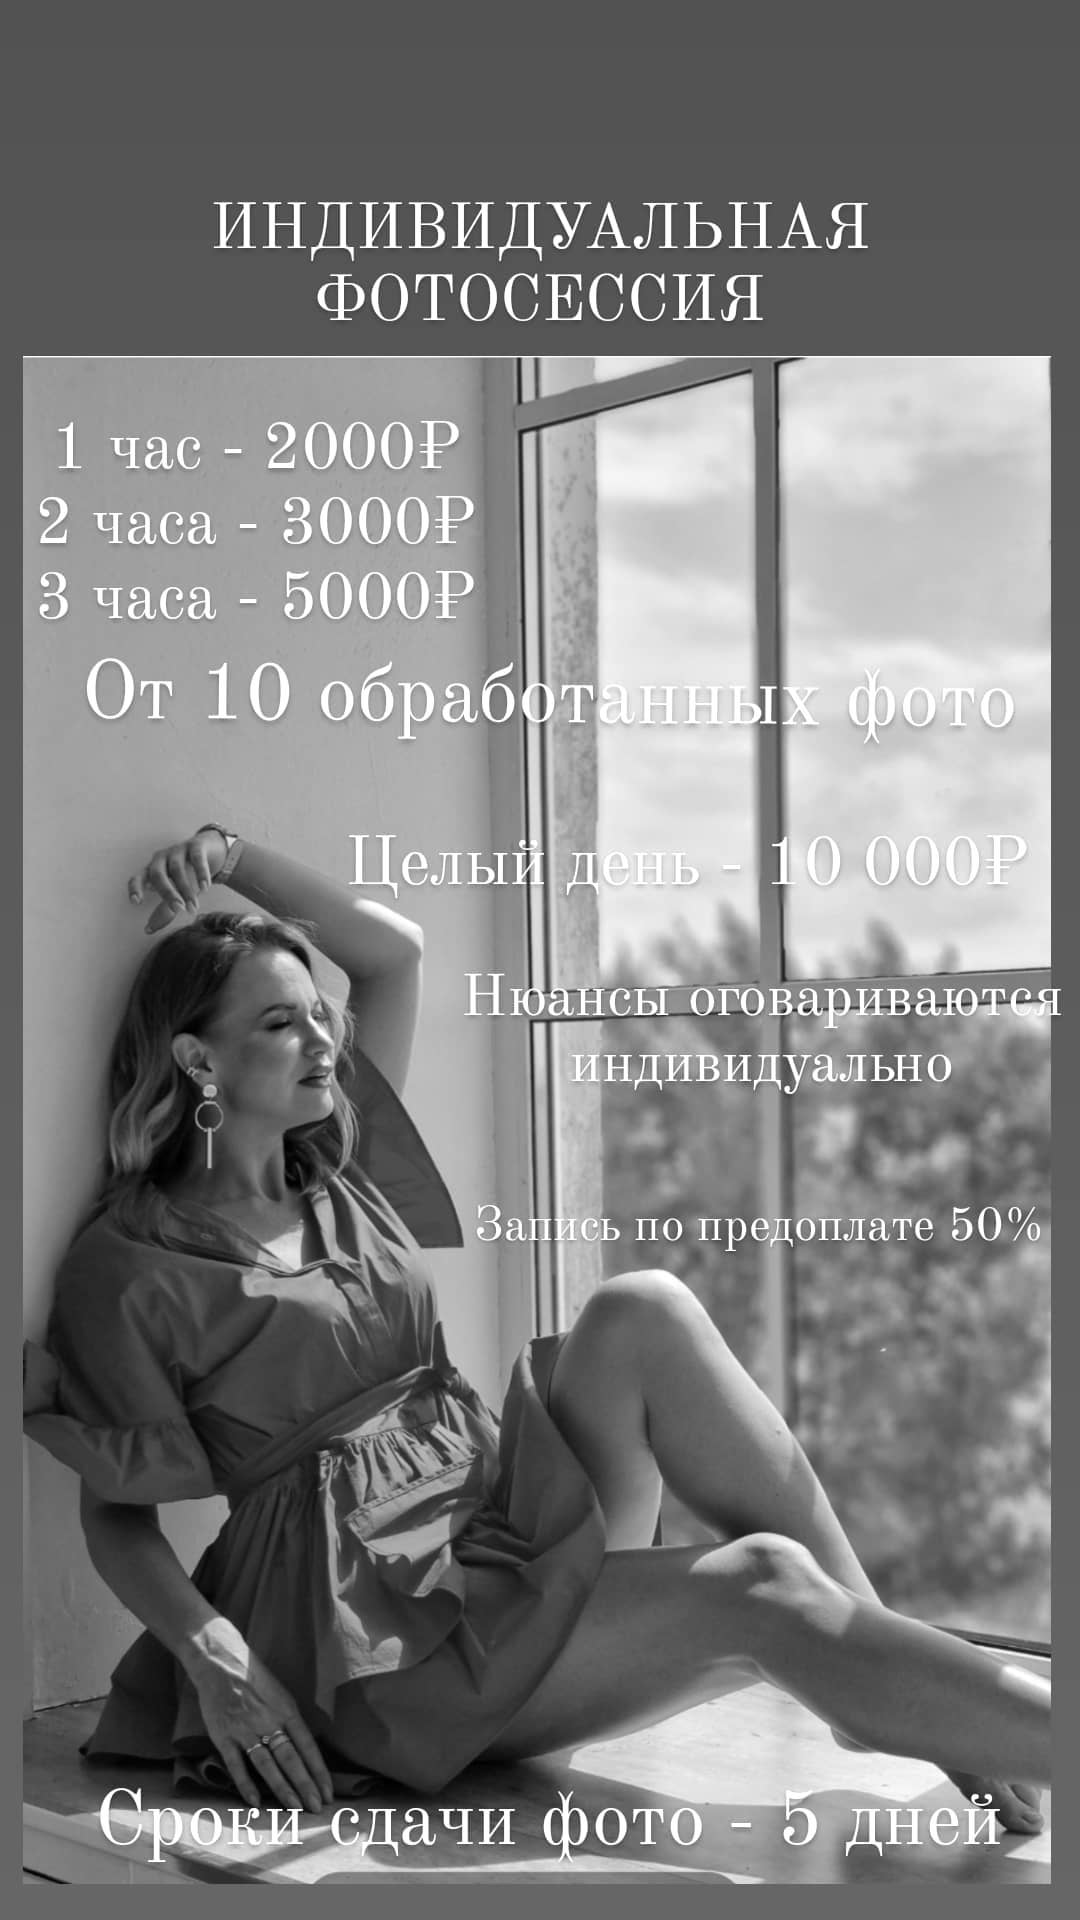 ИНДИВИДУАЛЬНАЯ
ФОТОСЕССИЯ
1 час - 2000₽
2 часа - 3000₽
3 часа - 5000₽
От 10 обработанных фото
Целый день - 10 000₽
Нюансы оговариваются
индивидуально
Запись по предоплате 50%
Сроки сдачи фото - 5 дней